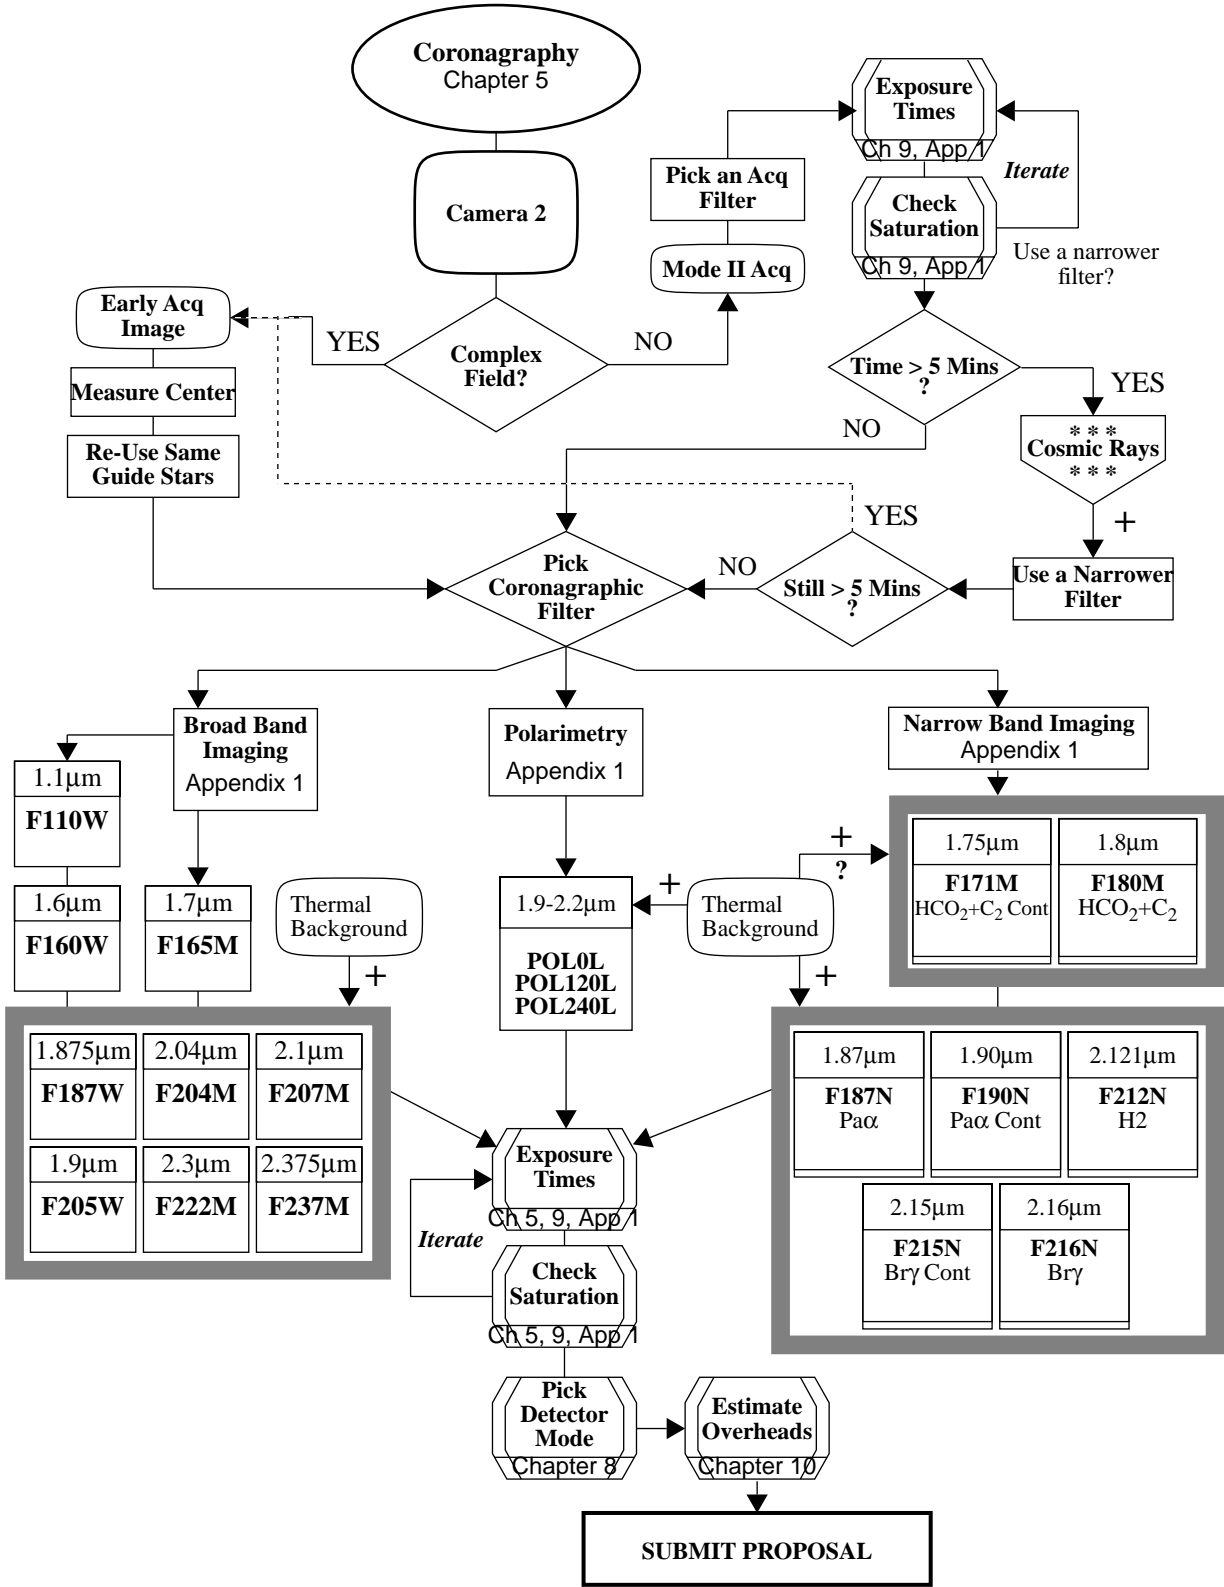 Coronagraphy
Chapter 5
Camera 2
Complex
Field?
YES
NO
Early Acq
Image
Measure Center
Re-Use Same
Guide Stars
Mode II Acq
Pick an Acq
Filter
Exposure
Times
Ch 9, App 1
Iterate
Check
Saturation
Ch 9, App 1
Use a narrower
filter?
Time > 5 Mins
?
YES
NO
* * *
Cosmic Rays
* * *
+
Use a Narrower
Filter
Still > 5 Mins
?
YES
NO
Pick
Coronagraphic
Filter
Broad Band
Imaging
Appendix 1
Polarimetry
Appendix 1
Narrow Band Imaging
Appendix 1
1.1µm
F110W
1.6µm
F160W
1.7µm
F165M
Thermal
Background
+
1.9-2.2µm
POL0L
POL120L
POL240L
+
Thermal
Background
+
?
+
1.75µm
F171M
HCO2+C2 Cont
1.8µm
F180M
HCO2+C2
1.875µm
F187W
2.04µm
F204M
2.1µm
F207M
1.9µm
F205W
2.3µm
F222M
2.375µm
F237M
1.87µm
F187N
Paα
1.90µm
F190N
Paα Cont
2.121µm
F212N
H2
2.15µm
F215N
Brγ Cont
2.16µm
F216N
Brγ
Exposure
Times
Ch 5, 9, App 1
Iterate
Check
Saturation
Ch 5, 9, App 1
Pick
Detector
Mode
Chapter 8
Estimate
Overheads
Chapter 10
SUBMIT PROPOSAL